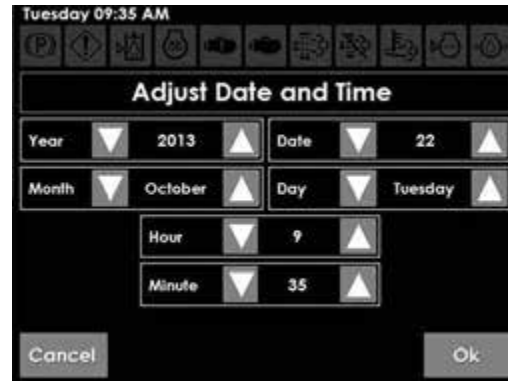 Tuesday 09:35 AM
Adjust Date and Time
Year 2013 Date 22
Month October Day Tuesday
Hour 9
Minute 35
Cancel Ok